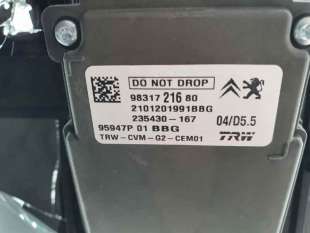 DO NOT DROP
98317 216 80
2101201991BBG
235430-167 04/D5.5
95947P 01 BBG TRW
TRW-CVM-G2-CEM01